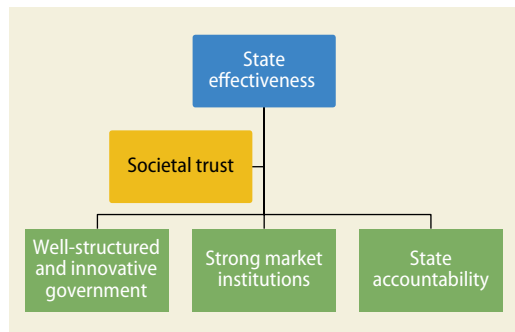 State
effectiveness
Societal trust
Well-structured
and innovative
government
Strong market
institutions
State
accountability